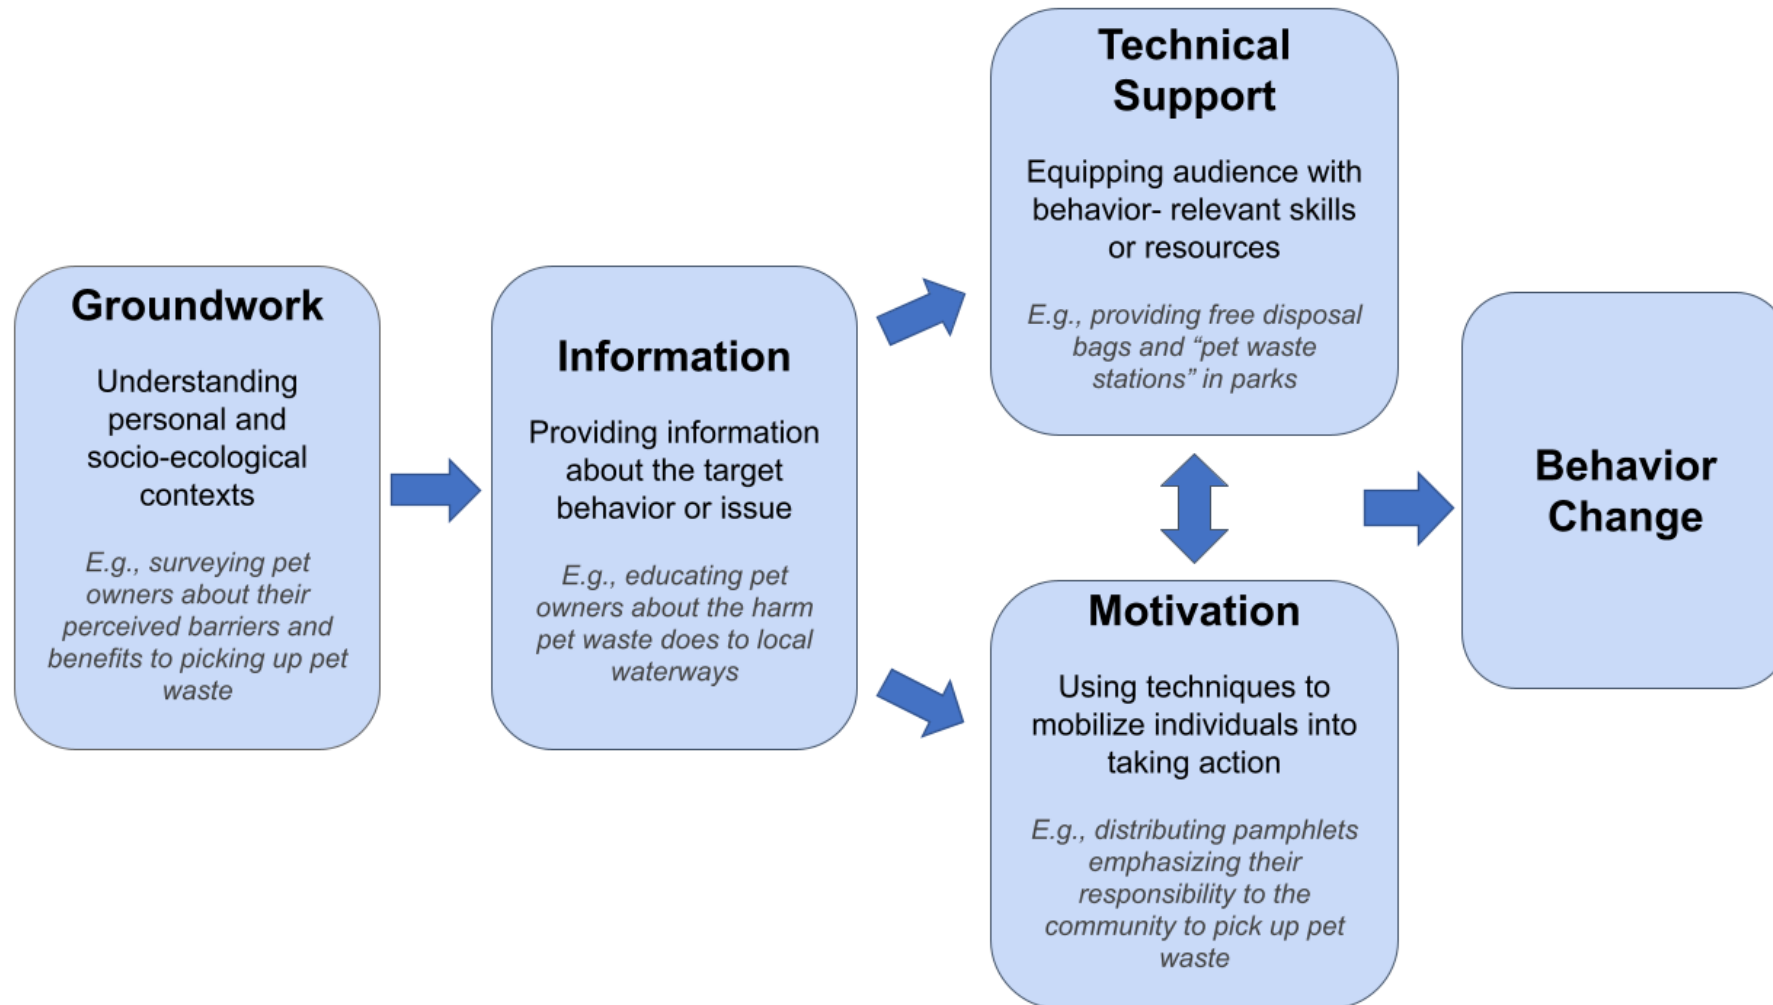 Groundwork
Understanding
personal and
socio-ecological
contexts
E.g., surveying pet
owners about their
perceived barriers and
benefits to picking up pet
waste
Information
Providing information
about the target
behavior or issue
E.g., educating pet
owners about the harm
pet waste does to local
waterways
Technical
Support
Equipping audience with
behavior- relevant skills
or resources
E.g., providing free disposal
bags and “pet waste
stations” in parks
Motivation
Using techniques to
mobilize individuals into
taking action
E.g., distributing pamphlets
emphasizing their
responsibility to the
community to pick up pet
waste
Behavior
Change